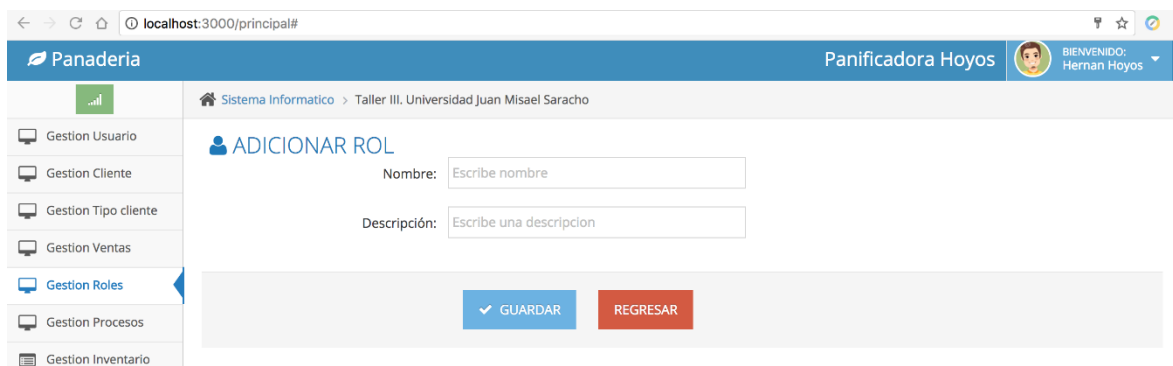 localhost:3000/principal#
Panaderia
Panificadora Hoyos
BIENVENIDO:
Hernan Hoyos
Sistema Informatico > Taller III. Universidad Juan Misael Saracho
Gestion Usuario
Gestion Cliente
Gestion Tipo cliente
Gestion Ventas
Gestion Roles
Gestion Procesos
Gestion Inventario
ADICIONAR ROL
Nombre: Escribe nombre
Descripción: Escribe una descripcion
GUARDAR
REGRESAR